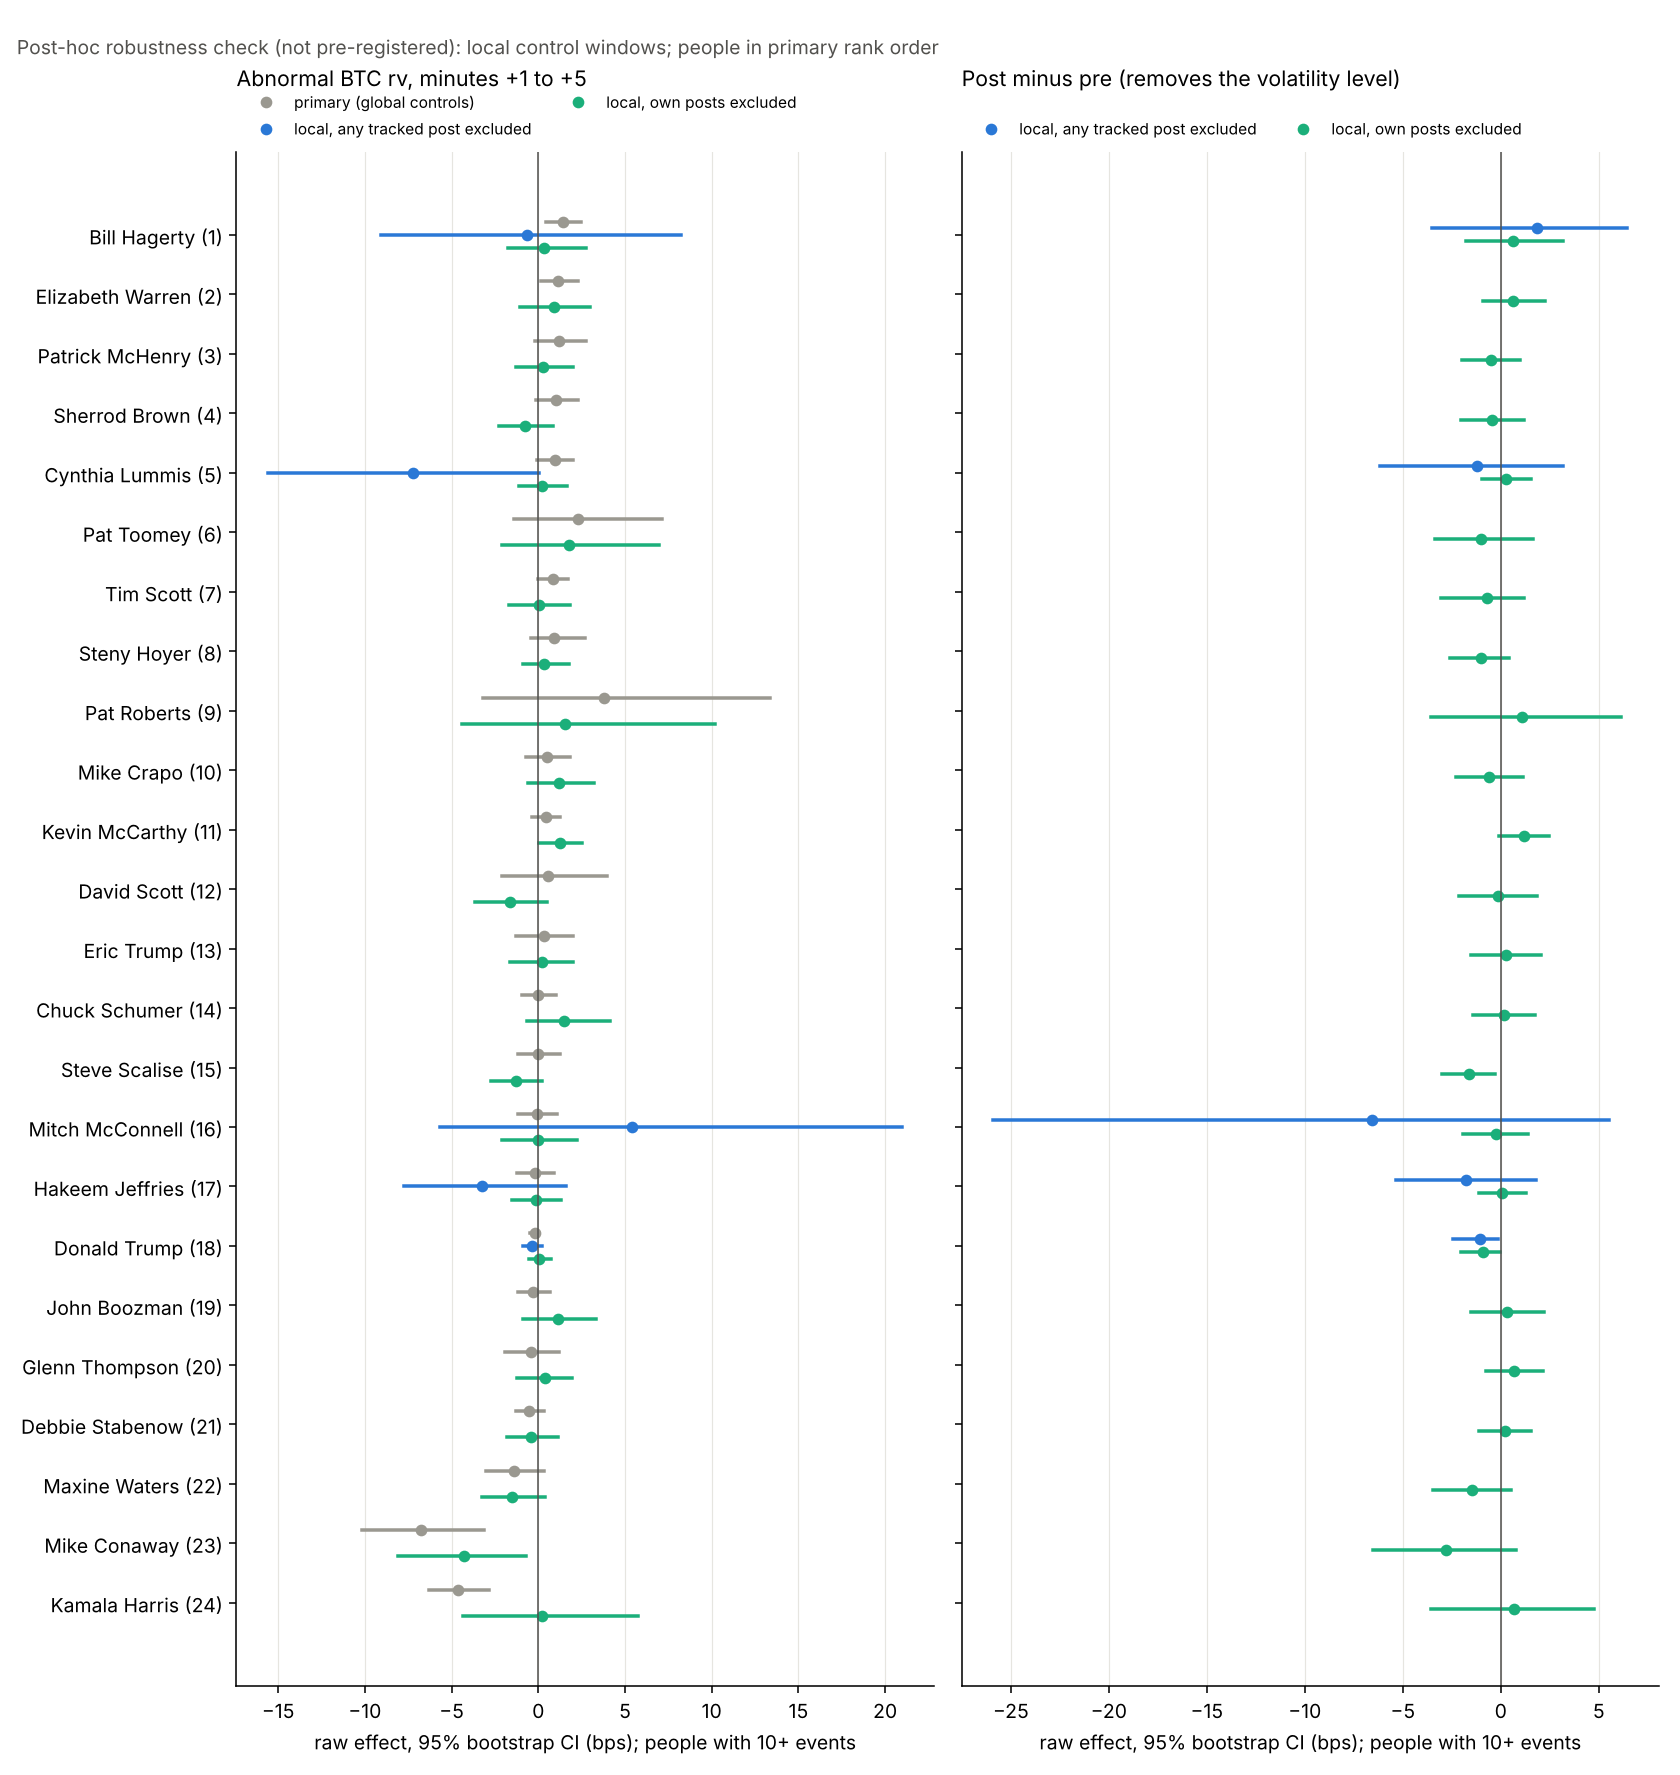 Post-hoc robustness check (not pre-registered): local control windows; people in primary rank order
Abnormal BTC rv, minutes +1 to +5
primary (global controls)
local, own posts excluded
local, any tracked post excluded
Post minus pre (removes the volatility level)
local, any tracked post excluded
local, own posts excluded
Bill Hagerty (1)
Elizabeth Warren (2)
Patrick McHenry (3)
Sherrod Brown (4)
Cynthia Lummis (5)
Pat Toomey (6)
Tim Scott (7)
Steny Hoyer (8)
Pat Roberts (9)
Mike Crapo (10)
Kevin McCarthy (11)
David Scott (12)
Eric Trump (13)
Chuck Schumer (14)
Steve Scalise (15)
Mitch McConnell (16)
Hakeem Jeffries (17)
Donald Trump (18)
John Boozman (19)
Glenn Thompson (20)
Debbie Stabenow (21)
Maxine Waters (22)
Mike Conaway (23)
Kamala Harris (24)
−15 −10 −5 0 5 10 15 20
raw effect, 95% bootstrap CI (bps); people with 10+ events
−25 −20 −15 −10 −5 0 5
raw effect, 95% bootstrap CI (bps); people with 10+ events